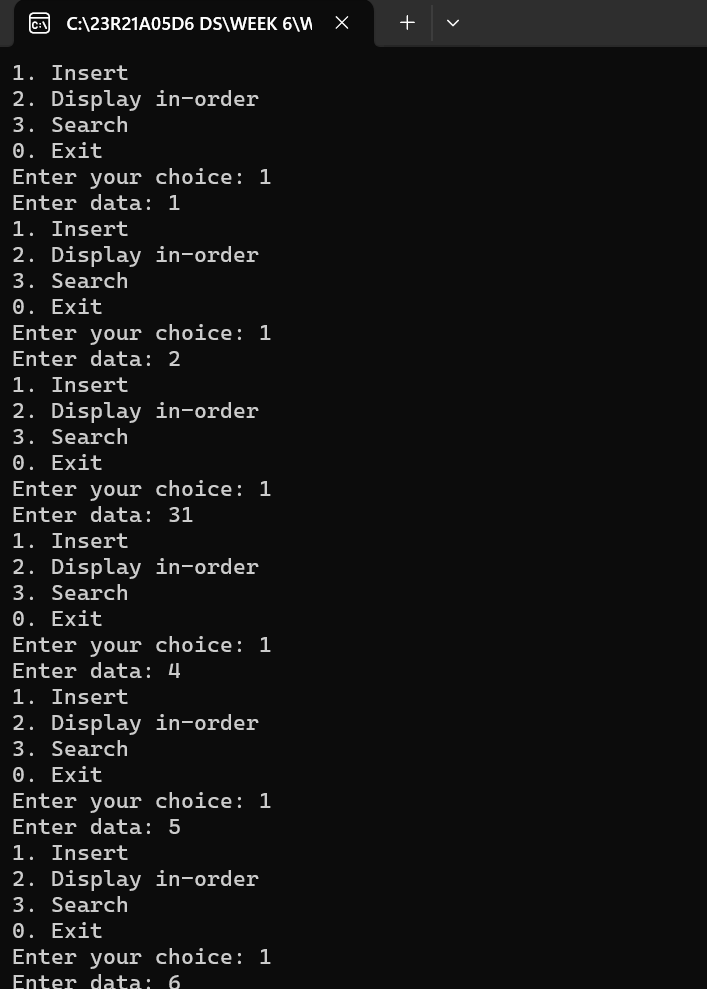 C:\23R21A05D6 DS\WEEK 6\W
1. Insert
2. Display in-order
3. Search
0. Exit
Enter your choice: 1
Enter data: 1
1. Insert
2. Display in-order
3. Search
0. Exit
Enter your choice: 1
Enter data: 2
1. Insert
2. Display in-order
3. Search
0. Exit
Enter your choice: 1
Enter data: 31
1. Insert
2. Display in-order
3. Search
0. Exit
Enter your choice: 1
Enter data: 4
1. Insert
2. Display in-order
3. Search
0. Exit
Enter your choice: 1
Enter data: 5
1. Insert
2. Display in-order
3. Search
0. Exit
Enter your choice: 1
Enter data: 6